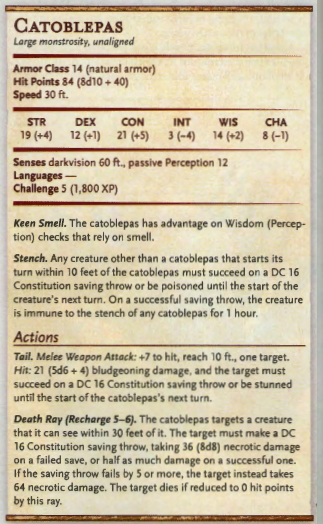 CATOBLEPAS
Large monstrosity, unaligned
Armor Class 14 (natural armor)
Hit Points 84 (8d10 + 40)
Speed 30 ft.
STR DEX CON INT WIS CHA
19 (+4) 12 (+1) 21 (+5) 3 (−4) 14 (+2) 8 (−1)
Senses darkvision 60 ft., passive Perception 12
Languages —
Challenge 5 (1,800 XP)
Keen Smell. The catoblepas has advantage on Wisdom (Percep-
tion) checks that rely on smell.
Stench. Any creature other than a catoblepas that starts its
turn within 10 feet of the catoblepas must succeed on a DC 16
Constitution saving throw or be poisoned until the start of the
creature's next turn. On a successful saving throw, the creature
is immune to the stench of any catoblepas for 1 hour.
Actions
Tail. Melee Weapon Attack: +7 to hit, reach 10 ft., one target.
Hit: 21 (5d6 + 4) bludgeoning damage, and the target must
succeed on a DC 16 Constitution saving throw or be stunned
until the start of the catoblepas's next turn.
Death Ray (Recharge 5–6). The catoblepas targets a creature
that it can see within 30 feet of it. The target must make a DC
16 Constitution saving throw, taking 36 (8d8) necrotic damage
on a failed save, or half as much damage on a successful one.
If the saving throw fails by 5 or more, the target instead takes
64 necrotic damage. The target dies if reduced to 0 hit points
by this ray.